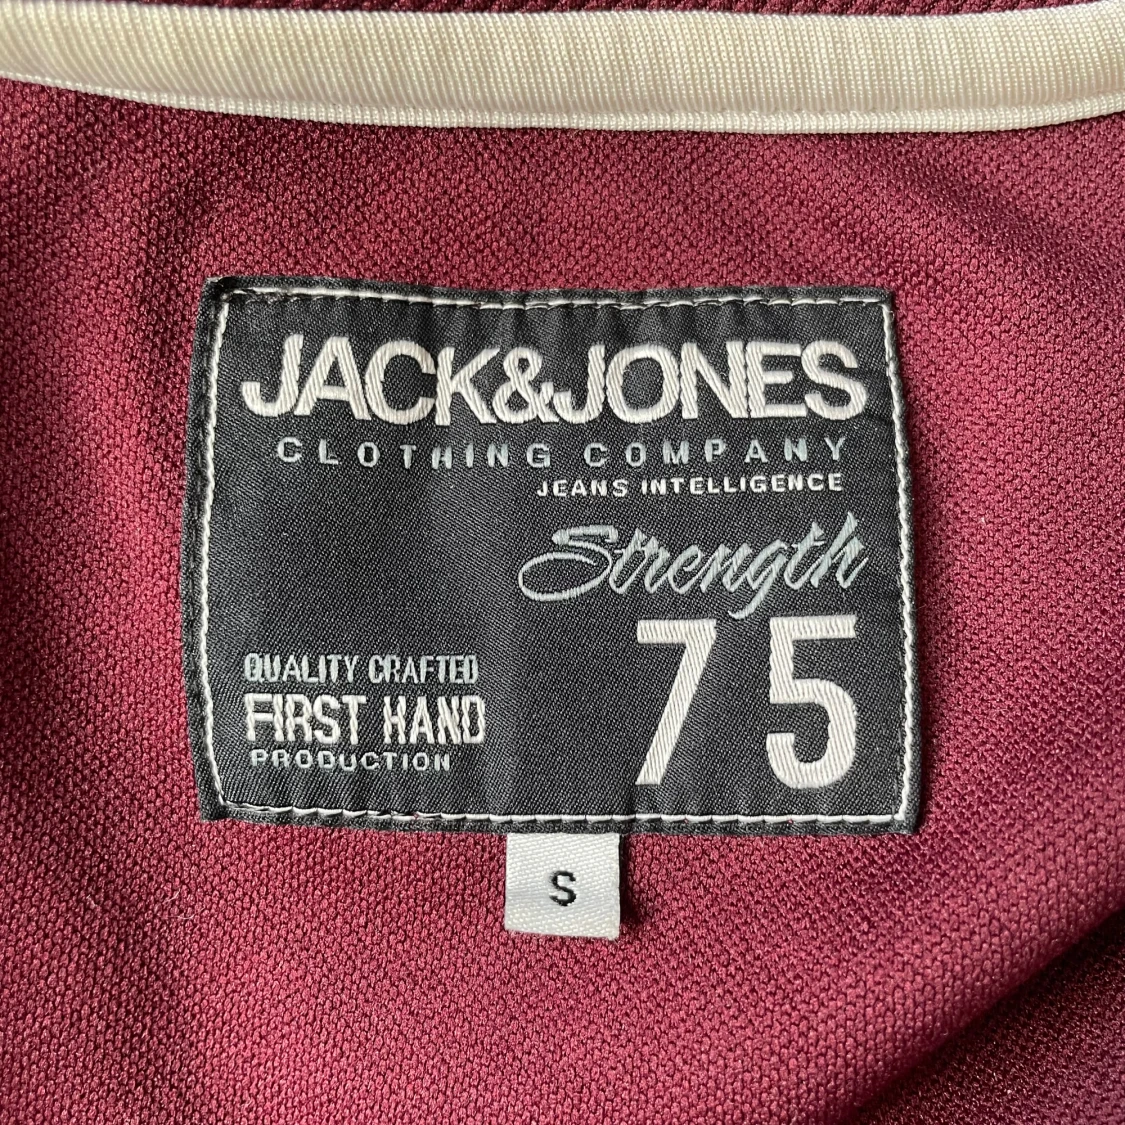 JACK&JONES
CLOTHING COMPANY
JEANS INTELLIGENCE
Strength
75
QUALITY CRAFTED
FIRST HAND
PRODUCTION
S